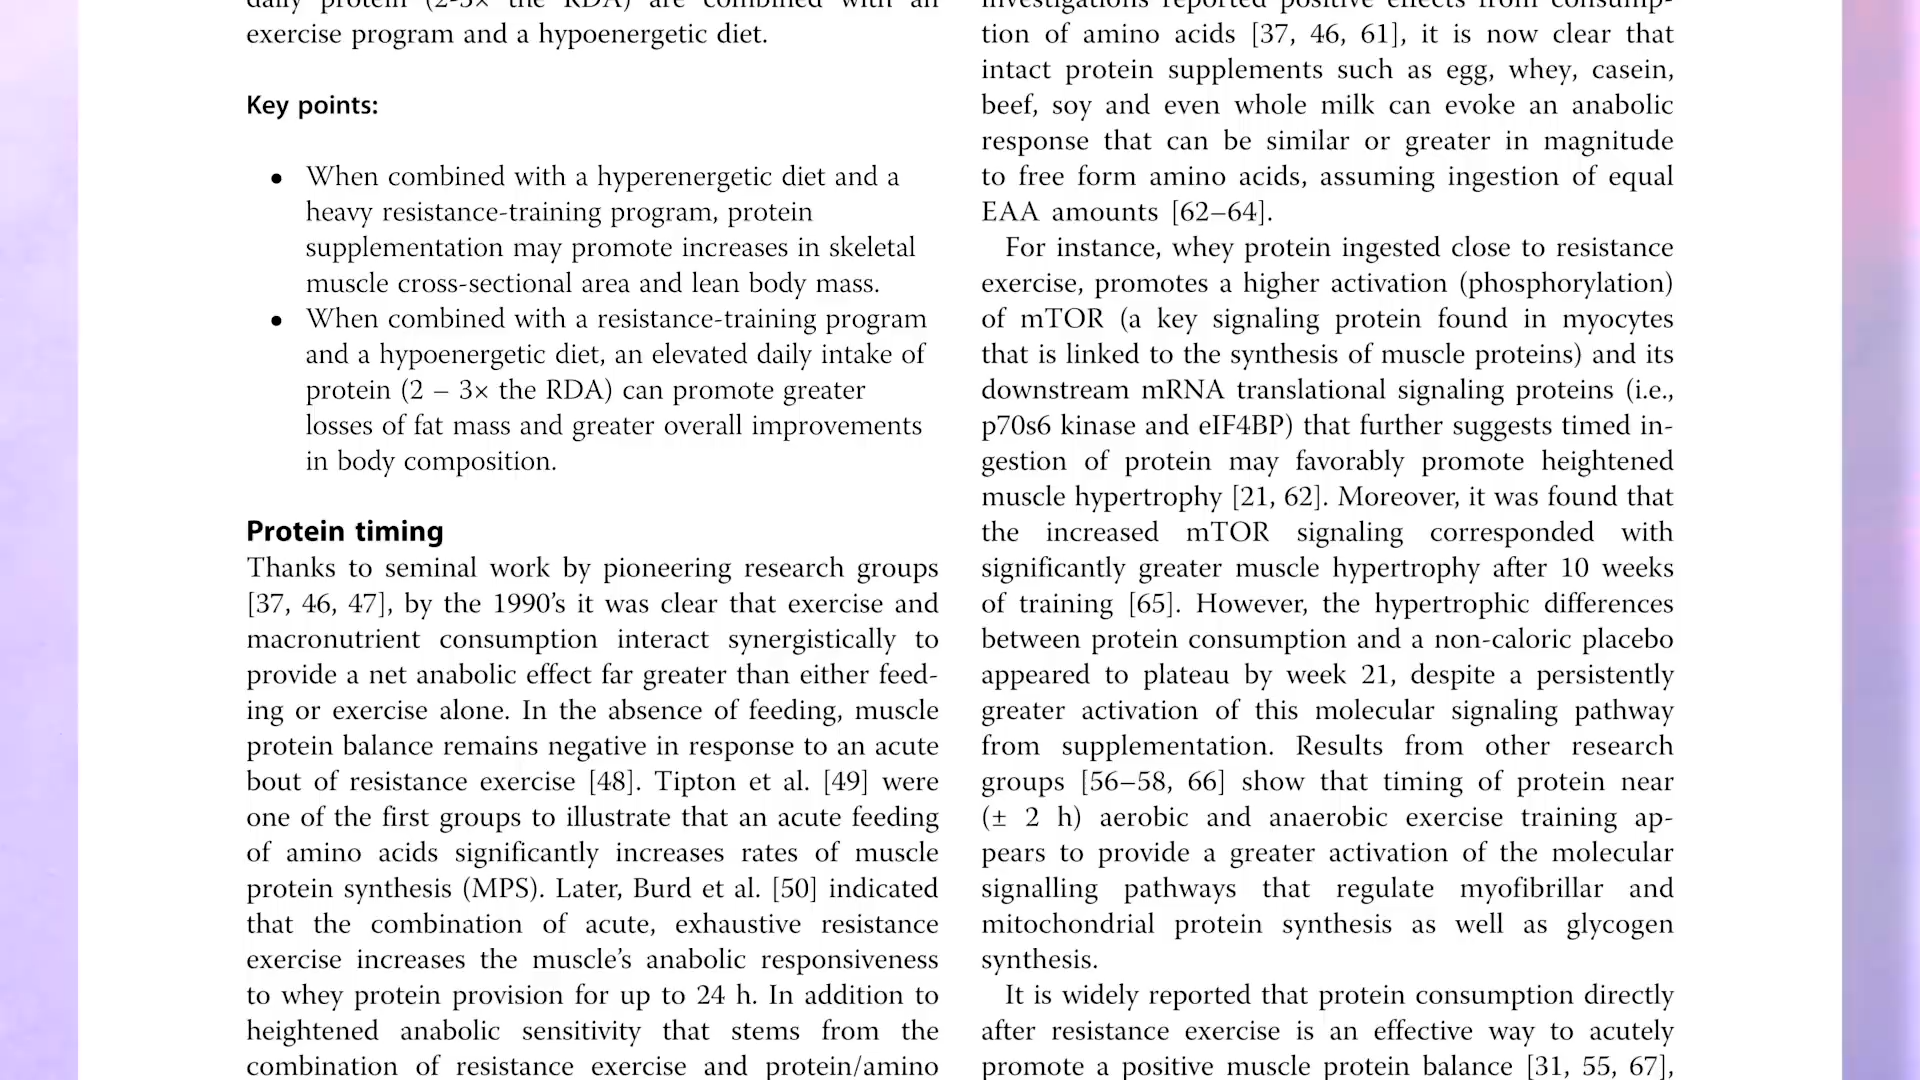 daily protein (2-3× the RDA) are combined with an
exercise program and a hypoenergetic diet.
Key points:
• When combined with a hyperenergetic diet and a
heavy resistance-training program, protein
supplementation may promote increases in skeletal
muscle cross-sectional area and lean body mass.
• When combined with a resistance-training program
and a hypoenergetic diet, an elevated daily intake of
protein (2 – 3× the RDA) can promote greater
losses of fat mass and greater overall improvements
in body composition.
Protein timing
Thanks to seminal work by pioneering research groups
[37, 46, 47], by the 1990’s it was clear that exercise and
macronutrient consumption interact synergistically to
provide a net anabolic effect far greater than either feed-
ing or exercise alone. In the absence of feeding, muscle
protein balance remains negative in response to an acute
bout of resistance exercise [48]. Tipton et al. [49] were
one of the first groups to illustrate that an acute feeding
of amino acids significantly increases rates of muscle
protein synthesis (MPS). Later, Burd et al. [50] indicated
that the combination of acute, exhaustive resistance
exercise increases the muscle’s anabolic responsiveness
to whey protein provision for up to 24 h. In addition to
heightened anabolic sensitivity that stems from the
combination of resistance exercise and protein/amino
investigations reported positive effects from consump-
tion of amino acids [37, 46, 61], it is now clear that
intact protein supplements such as egg, whey, casein,
beef, soy and even whole milk can evoke an anabolic
response that can be similar or greater in magnitude
to free form amino acids, assuming ingestion of equal
EAA amounts [62–64].
For instance, whey protein ingested close to resistance
exercise, promotes a higher activation (phosphorylation)
of mTOR (a key signaling protein found in myocytes
that is linked to the synthesis of muscle proteins) and its
downstream mRNA translational signaling proteins (i.e.,
p70s6 kinase and eIF4BP) that further suggests timed in-
gestion of protein may favorably promote heightened
muscle hypertrophy [21, 62]. Moreover, it was found that
the increased mTOR signaling corresponded with
significantly greater muscle hypertrophy after 10 weeks
of training [65]. However, the hypertrophic differences
between protein consumption and a non-caloric placebo
appeared to plateau by week 21, despite a persistently
greater activation of this molecular signaling pathway
from supplementation. Results from other research
groups [56–58, 66] show that timing of protein near
(± 2 h) aerobic and anaerobic exercise training ap-
pears to provide a greater activation of the molecular
signalling pathways that regulate myofibrillar and
mitochondrial protein synthesis as well as glycogen
synthesis.
It is widely reported that protein consumption directly
after resistance exercise is an effective way to acutely
promote a positive muscle protein balance [31, 55, 67],